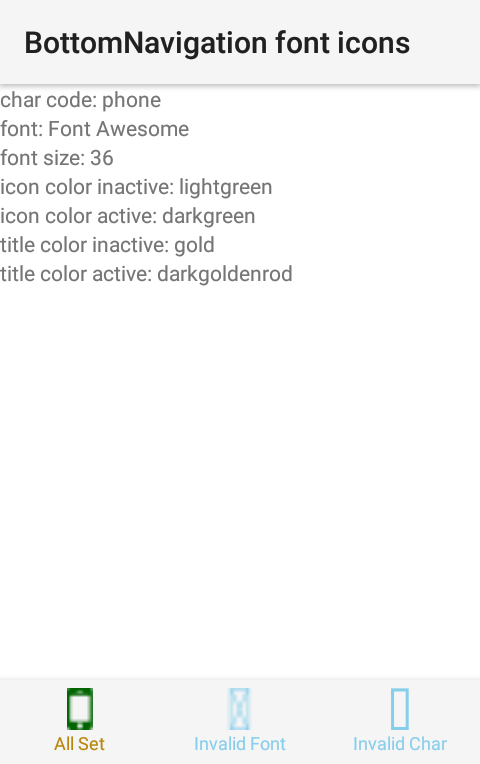 BottomNavigation font icons
char code: phone
font: Font Awesome
font size: 36
icon color inactive: lightgreen
icon color active: darkgreen
title color inactive: gold
title color active: darkgoldenrod
All Set
Invalid Font
Invalid Char